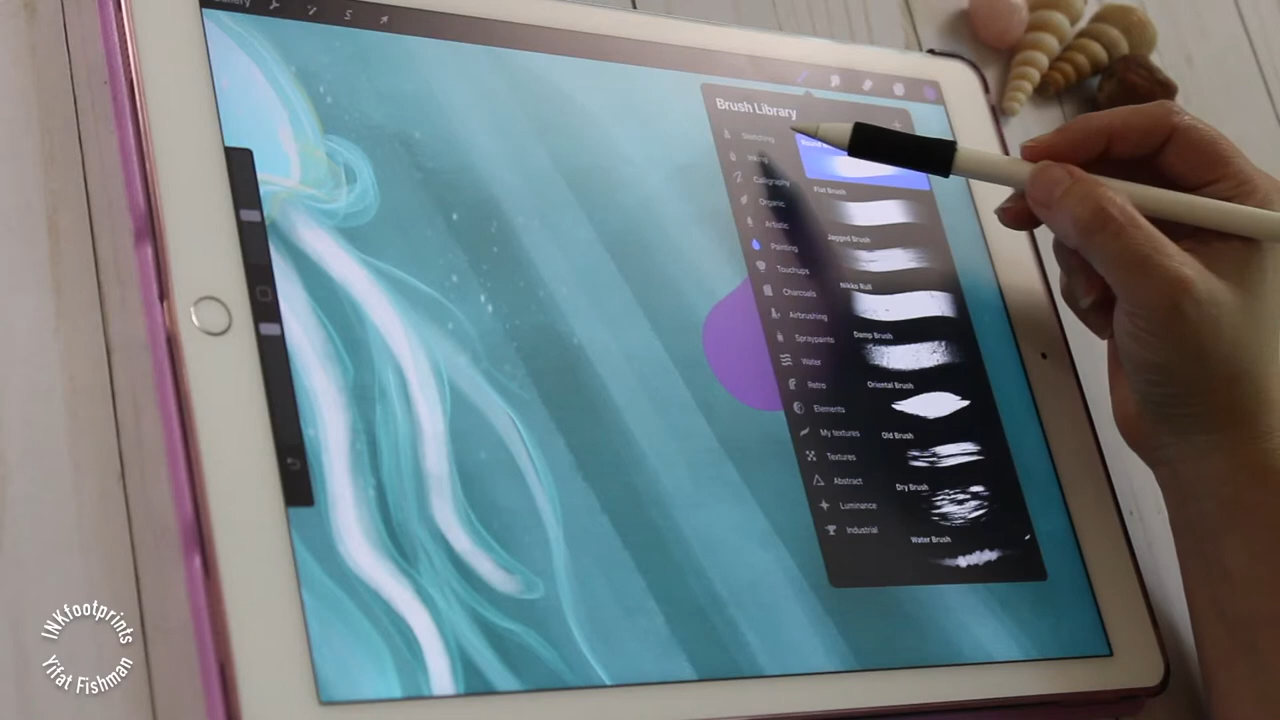 Gallery
Brush Library
Sketching
Inking
Calligraphy
Organic
Artistic
Painting
Touchups
Charcoals
Airbrushing
Spraypaints
Water
Retro
Elements
My textures
Textures
Abstract
Luminance
Industrial
Round
Flat Brush
Jagged Brush
Nikko Rull
Damp Brush
Oriental Brush
Old Brush
Dry Brush
Water Brush
INKfootprints
Yifat Fishman